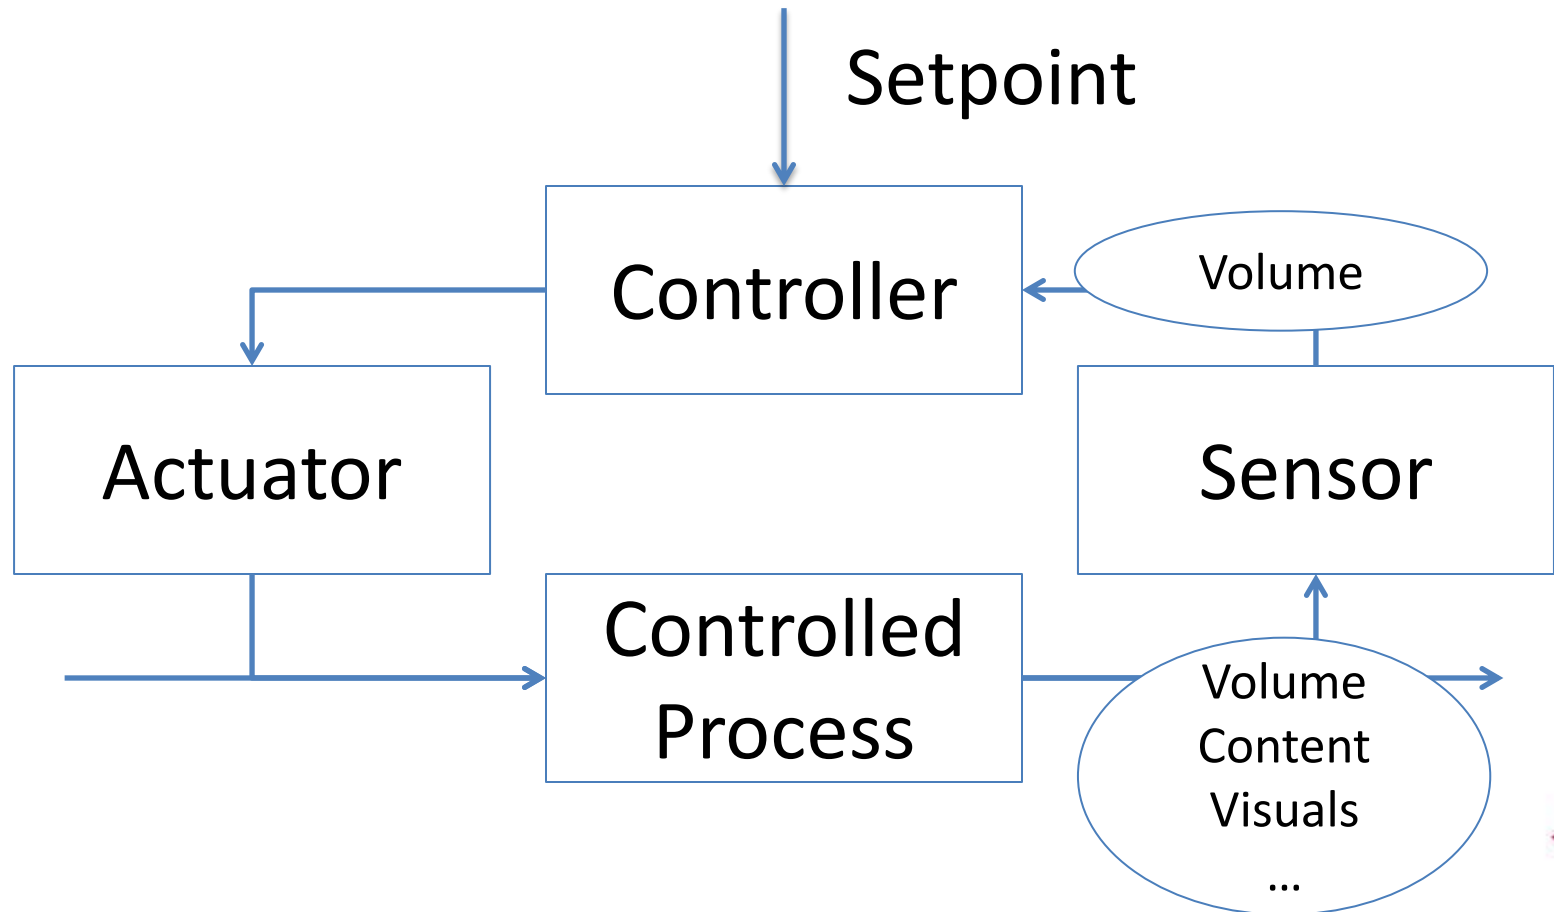 Setpoint
Controller
Volume
Actuator
Sensor
Controlled
Process
Volume
Content
Visuals
...